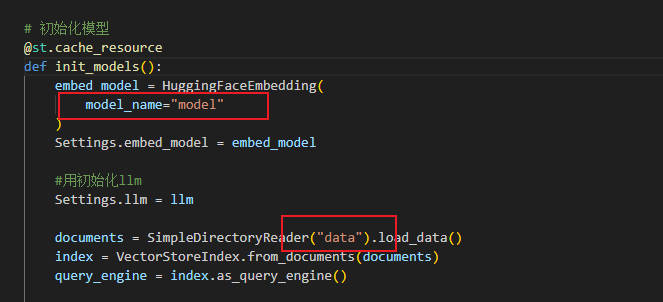 # 初始化模型
@st.cache_resource
def init_models():
    embed_model = HuggingFaceEmbedding(
        model_name="model"
    )
    Settings.embed_model = embed_model
    #用初始化llm
    Settings.llm = llm
    documents = SimpleDirectoryReader("data").load_data()
    index = VectorStoreIndex.from_documents(documents)
    query_engine = index.as_query_engine()